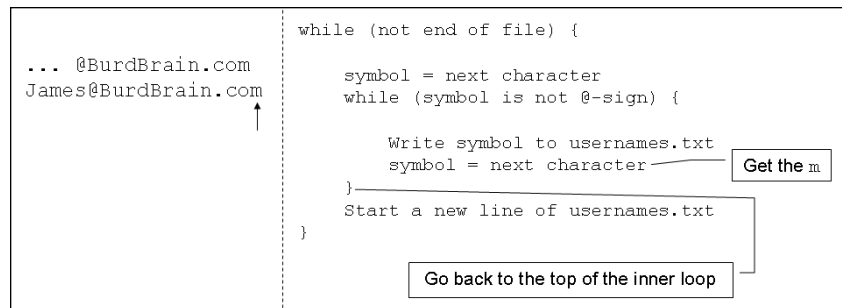 ... @BurdBrain.com
James@BurdBrain.com
while (not end of file) {
symbol = next character
while (symbol is not @-sign) {
Write symbol to usernames.txt
symbol = next character
Get the m
}
Start a new line of usernames.txt
}
Go back to the top of the inner loop